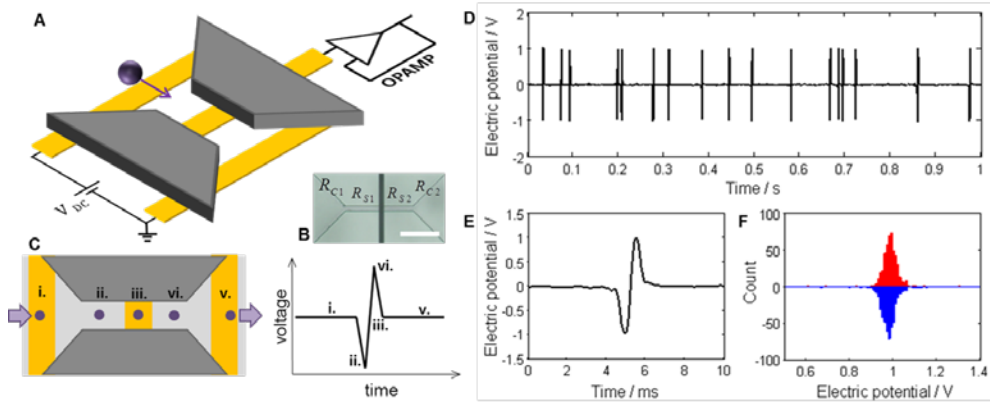 A
OPAMP
V DC
B
R_C1 R_S1 R_S2 R_C2
C
i. ii. iii. vi. v.
voltage
i.
ii.
vi.
iii.
v.
time
D
Electric potential / V
2
1
0
-1
-2
0 0.1 0.2 0.3 0.4 0.5 0.6 0.7 0.8 0.9 1
Time / s
E
Electric potential / V
1.5
1
0.5
0
-0.5
-1
-1.5
0 2 4 6 8 10
Time / ms
F
Count
100
50
0
-50
-100
0.6 0.8 1 1.2 1.4
Electric potential / V